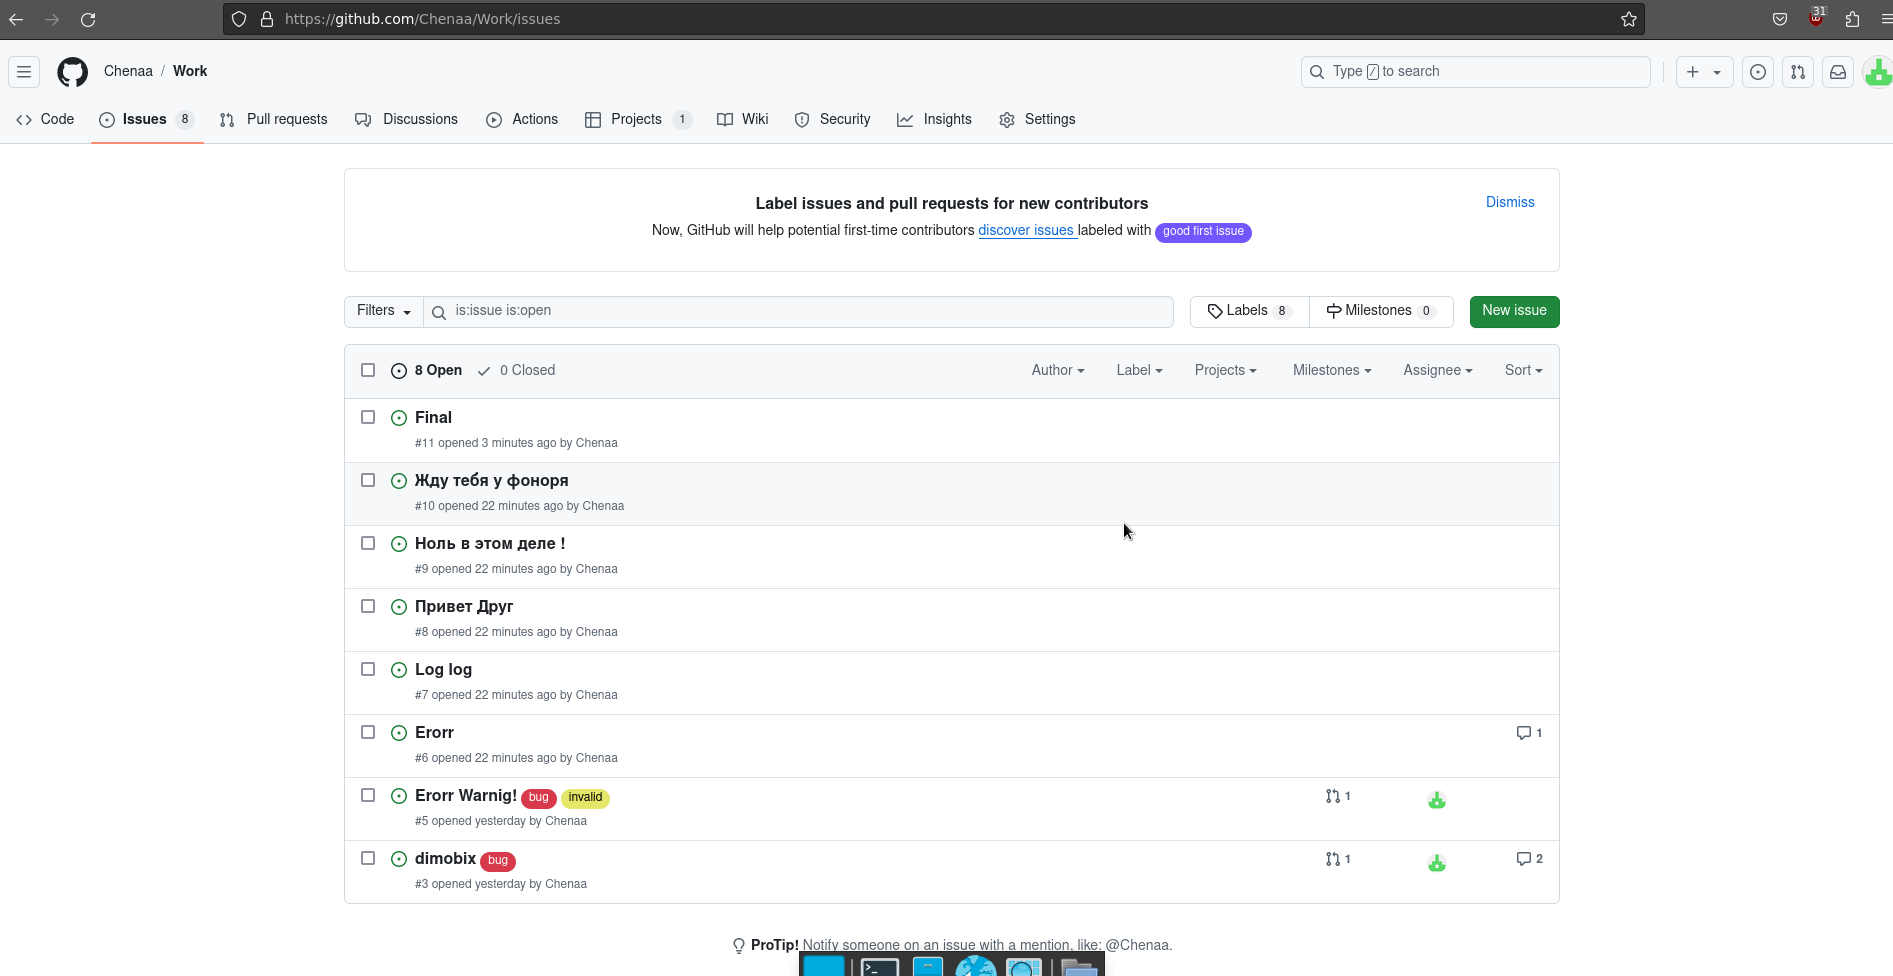 https://github.com/Chenaa/Work/issues
31
Chenaa / Work
Type / to search
Code
Issues 8
Pull requests
Discussions
Actions
Projects 1
Wiki
Security
Insights
Settings
Label issues and pull requests for new contributors
Dismiss
Now, GitHub will help potential first-time contributors discover issues labeled with good first issue
Filters
is:issue is:open
Labels 8
Milestones 0
New issue
8 Open
0 Closed
Author
Label
Projects
Milestones
Assignee
Sort
Final
#11 opened 3 minutes ago by Chenaa
Жду тебя у фоноря
#10 opened 22 minutes ago by Chenaa
Ноль в этом деле !
#9 opened 22 minutes ago by Chenaa
Привет Друг
#8 opened 22 minutes ago by Chenaa
Log log
#7 opened 22 minutes ago by Chenaa
Erorr
1
#6 opened 22 minutes ago by Chenaa
Erorr Warnig! bug invalid
1
#5 opened yesterday by Chenaa
dimobix bug
1
2
#3 opened yesterday by Chenaa
ProTip! Notify someone on an issue with a mention, like: @Chenaa.